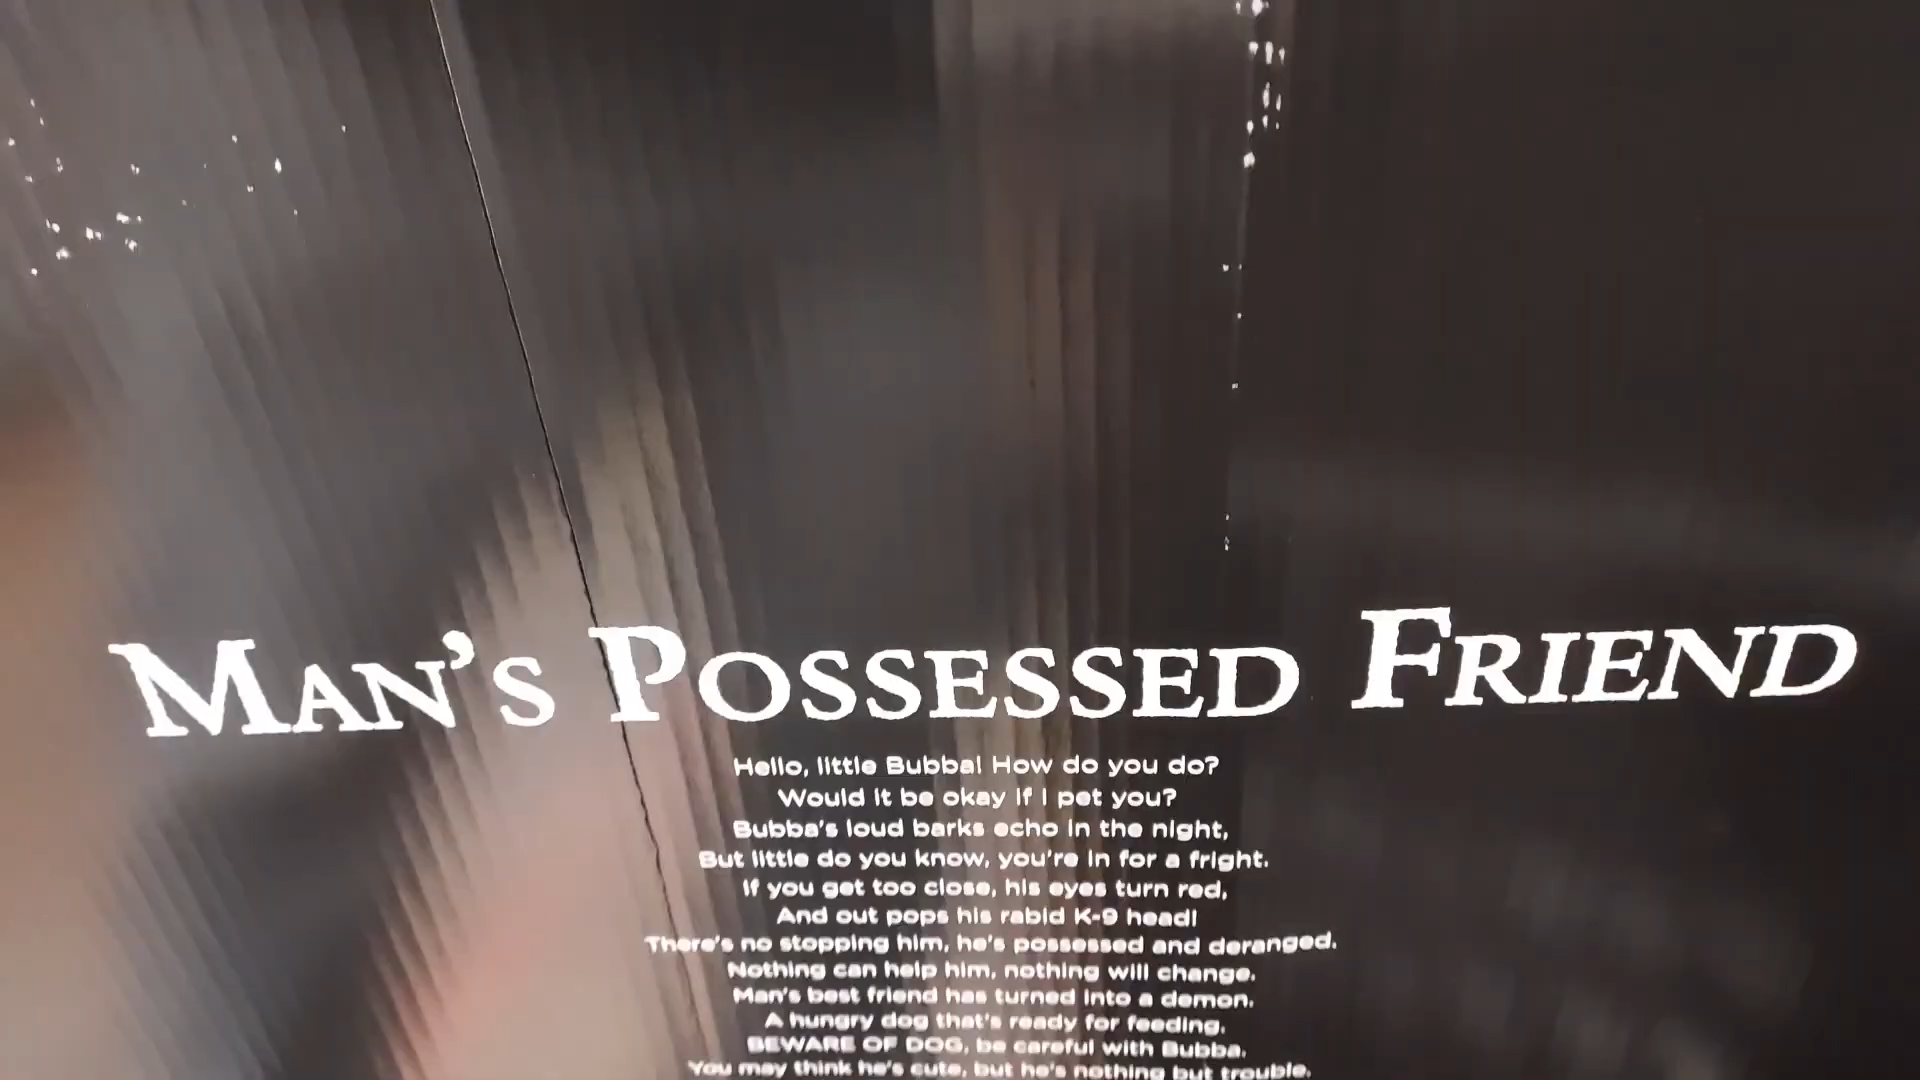 MAN'S POSSESSED FRIEND
Hello, little Bubba! How do you do?
Would it be okay if I pet you?
Bubba's loud barks echo in the night,
But little do you know, you're in for a fright.
If you get too close, his eyes turn red,
And out pops his rabid K-9 head!
There's no stopping him, he's possessed and deranged.
Nothing can help him, nothing will change.
Man's best friend has turned into a demon.
A hungry dog that's ready for feeding.
BEWARE OF DOG, be careful with Bubba.
You may think he's cute, but he's nothing but trouble.